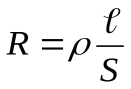 R = ρ ℓ/S